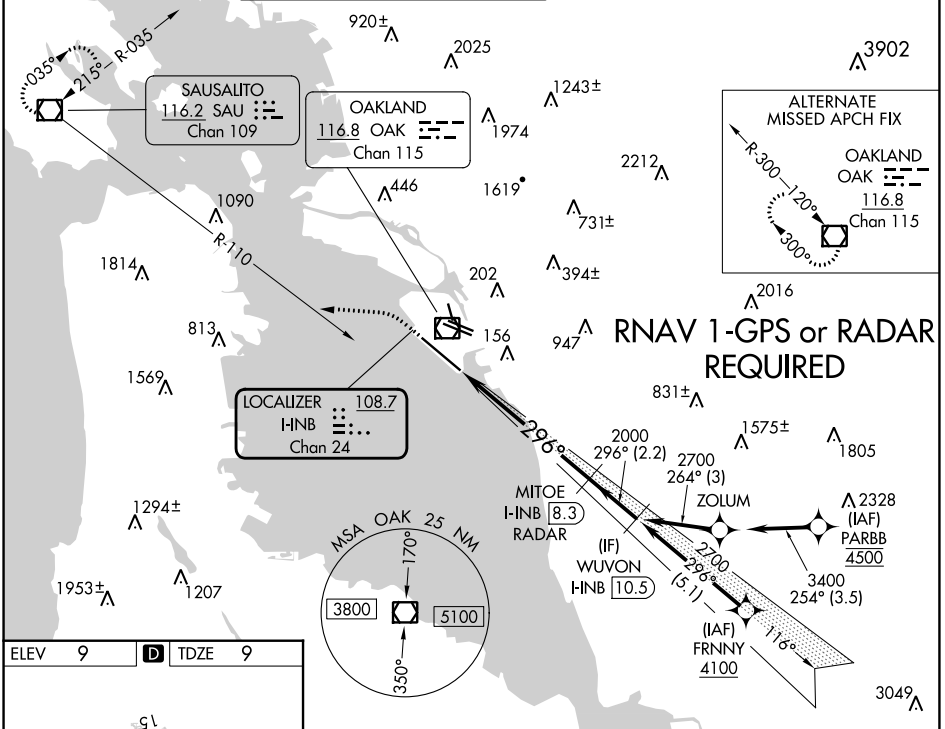 920±
2025
3902
035°
215°
R-035
SAUSALITO
116.2 SAU
Chan 109
OAKLAND
116.8 OAK
Chan 115
1243±
1974
ALTERNATE
MISSED APCH FIX
R-300
120°
300°
OAKLAND
OAK
116.8
Chan 115
2212
1619
446
731±
1090
R-110
1814
394±
202
2016
813
156
947
RNAV 1-GPS or RADAR
REQUIRED
1569
831±
LOCALIZER 108.7
I-INB
Chan 24
296°
2000
296° (2.2)
1575±
1805
2700
264° (3)
MITOE
I-INB 8.3
RADAR
ZOLUM
2328
(IAF)
PARBB
4500
1294±
MSA OAK 25 NM
170°
3800
5100
350°
(IF)
WUVON
I-INB 10.5
2700
296°
(5.1)
3400
254° (3.5)
1953±
1207
(IAF)
FRNNY
4100
116°
3049
ELEV 9 D TDZE 9
15